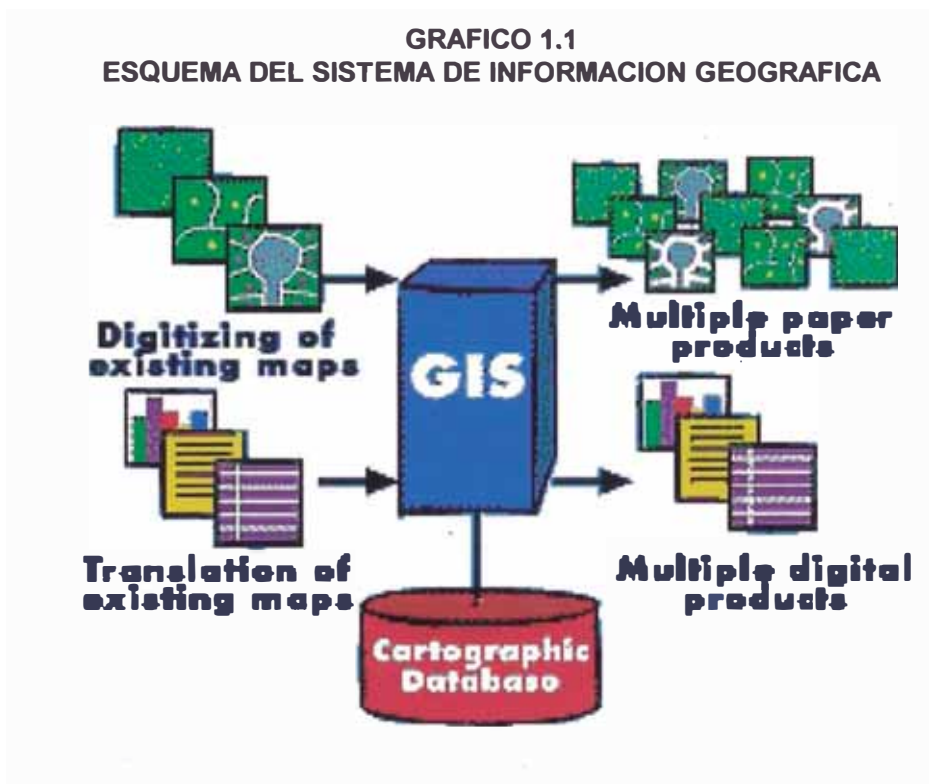 GRAFICO 1.1
ESQUEMA DEL SISTEMA DE INFORMACION GEOGRAFICA
Digitizing of
existing maps
GIS
Multiple paper
products
Translation of
existing maps
Multiple digital
products
Cartographic
Database